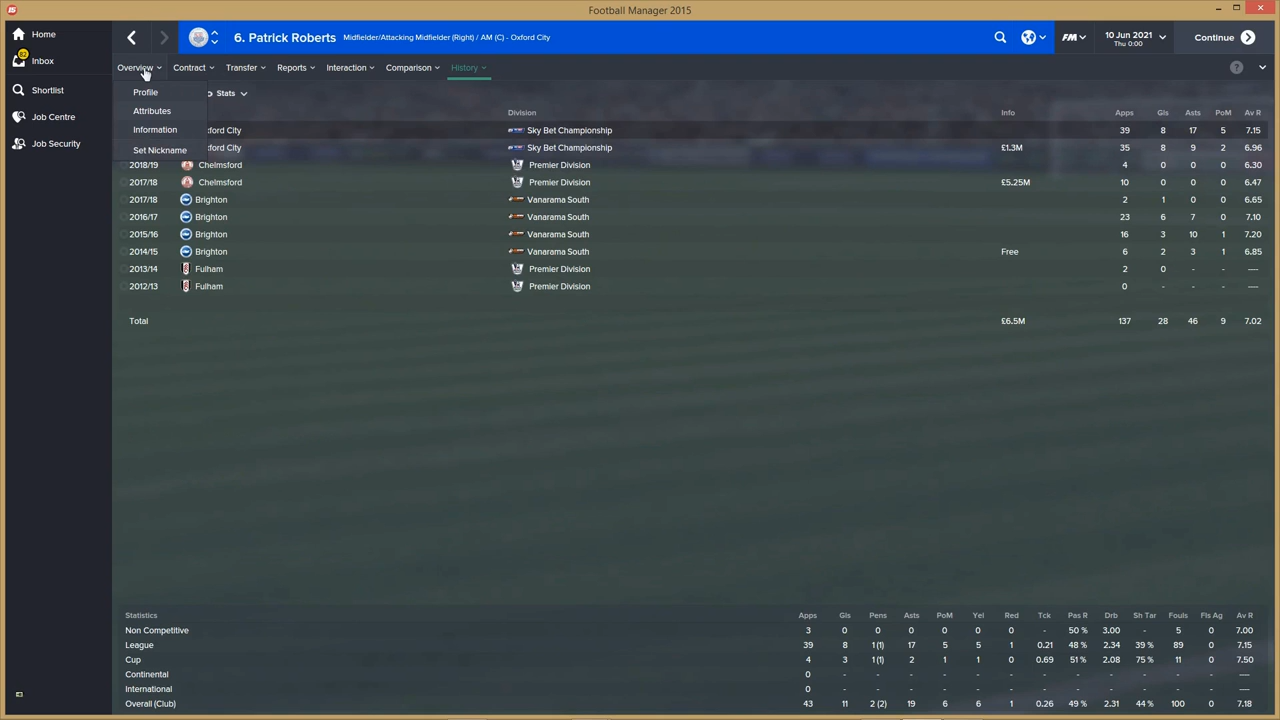 Football Manager 2015
Home
Inbox
62
Shortlist
Job Centre
Job Security
6. Patrick Roberts Midfielder/Attacking Midfielder (Right) / AM (C) - Oxford City
FM
10 Jun 2021
Thu 0:00
Continue
Overview Contract Transfer Reports Interaction Comparison History
Profile
Attributes
Information
Set Nickname
Stats
Division Info Apps Gls Asts PoM Av R
xford City Sky Bet Championship 39 8 17 5 7.15
ford City Sky Bet Championship £1.3M 35 8 9 2 6.96
2018/19 Chelmsford Premier Division 4 0 0 0 6.30
2017/18 Chelmsford Premier Division £5.25M 10 0 0 0 6.47
2017/18 Brighton Vanarama South 2 1 0 0 6.65
2016/17 Brighton Vanarama South 23 6 7 0 7.10
2015/16 Brighton Vanarama South 16 3 10 1 7.20
2014/15 Brighton Vanarama South Free 6 2 3 1 6.85
2013/14 Fulham Premier Division 2 0 - - —
2012/13 Fulham Premier Division 0 - - - —
Total £6.5M 137 28 46 9 7.02
Statistics Apps Gls Pens Asts PoM Yel Red Tck Pas R Drb Sh Tar Fouls Fls Ag Av R
Non Competitive 3 0 0 0 0 0 0 - 50 % 3.00 - 5 0 7.00
League 39 8 1 (1) 17 5 5 1 0.21 48 % 2.34 39 % 89 0 7.15
Cup 4 3 1 (1) 2 1 1 0 0.69 51 % 2.08 75 % 11 0 7.50
Continental 0 - - - - - - - - - - - - —
International 0 - - - - - - - - - - - - —
Overall (Club) 43 11 2 (2) 19 6 6 1 0.26 49 % 2.31 44 % 100 0 7.18